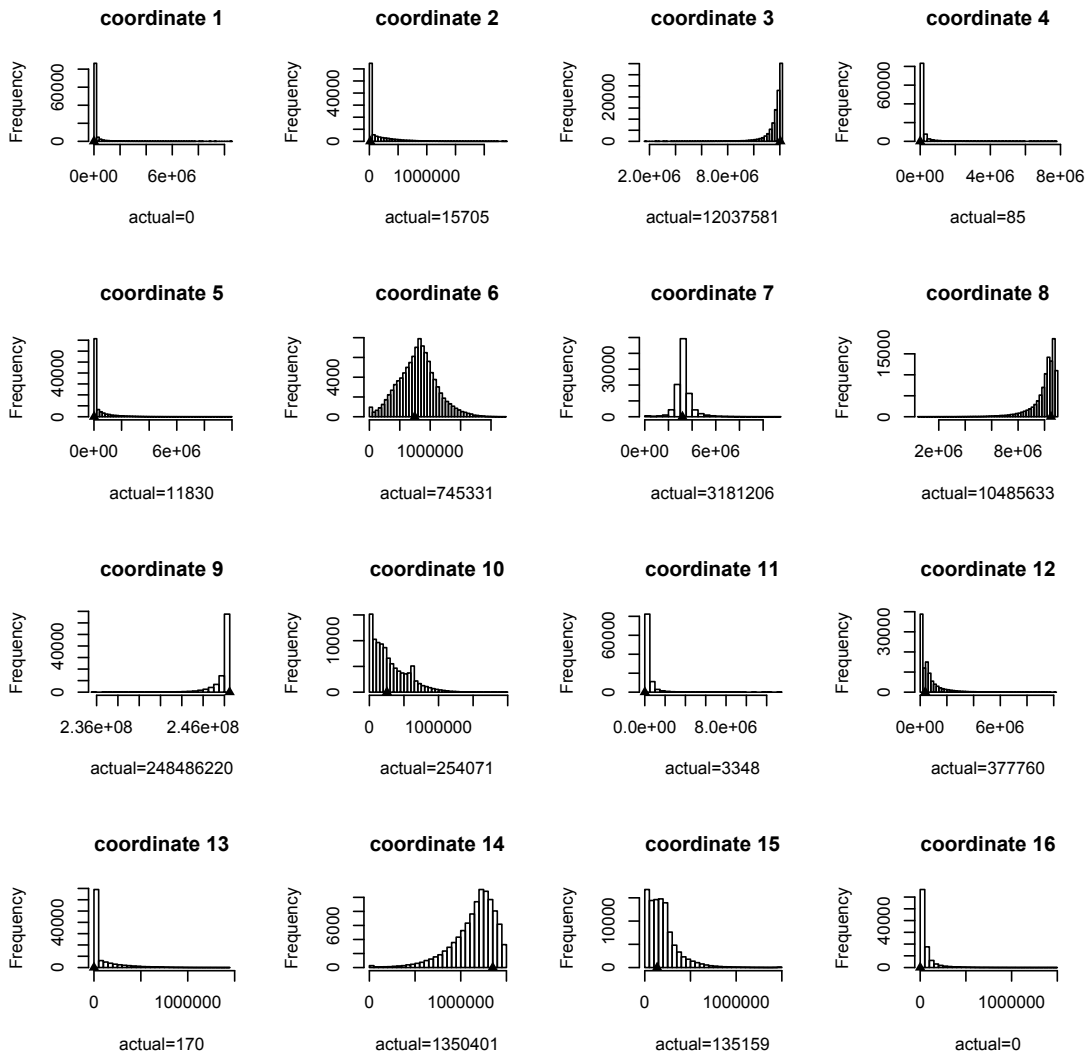 coordinate 1
Frequency
0 60000
0e+00 6e+06
actual=0
coordinate 2
Frequency
0 40000
0 1000000
actual=15705
coordinate 3
Frequency
0 20000
2.0e+06 8.0e+06
actual=12037581
coordinate 4
Frequency
0 60000
0e+00 4e+06 8e+06
actual=85
coordinate 5
Frequency
0 40000
0e+00 6e+06
actual=11830
coordinate 6
Frequency
0 4000
0 1000000
actual=745331
coordinate 7
Frequency
0 30000
0e+00 6e+06
actual=3181206
coordinate 8
Frequency
0 15000
2e+06 8e+06
actual=10485633
coordinate 9
Frequency
0 40000
2.36e+08 2.46e+08
actual=248486220
coordinate 10
Frequency
0 10000
0 1000000
actual=254071
coordinate 11
Frequency
0 60000
0.0e+00 8.0e+06
actual=3348
coordinate 12
Frequency
0 30000
0e+00 6e+06
actual=377760
coordinate 13
Frequency
0 40000
0 1000000
actual=170
coordinate 14
Frequency
0 6000
0 1000000
actual=1350401
coordinate 15
Frequency
0 10000
0 1000000
actual=135159
coordinate 16
Frequency
0 40000
0 1000000
actual=0